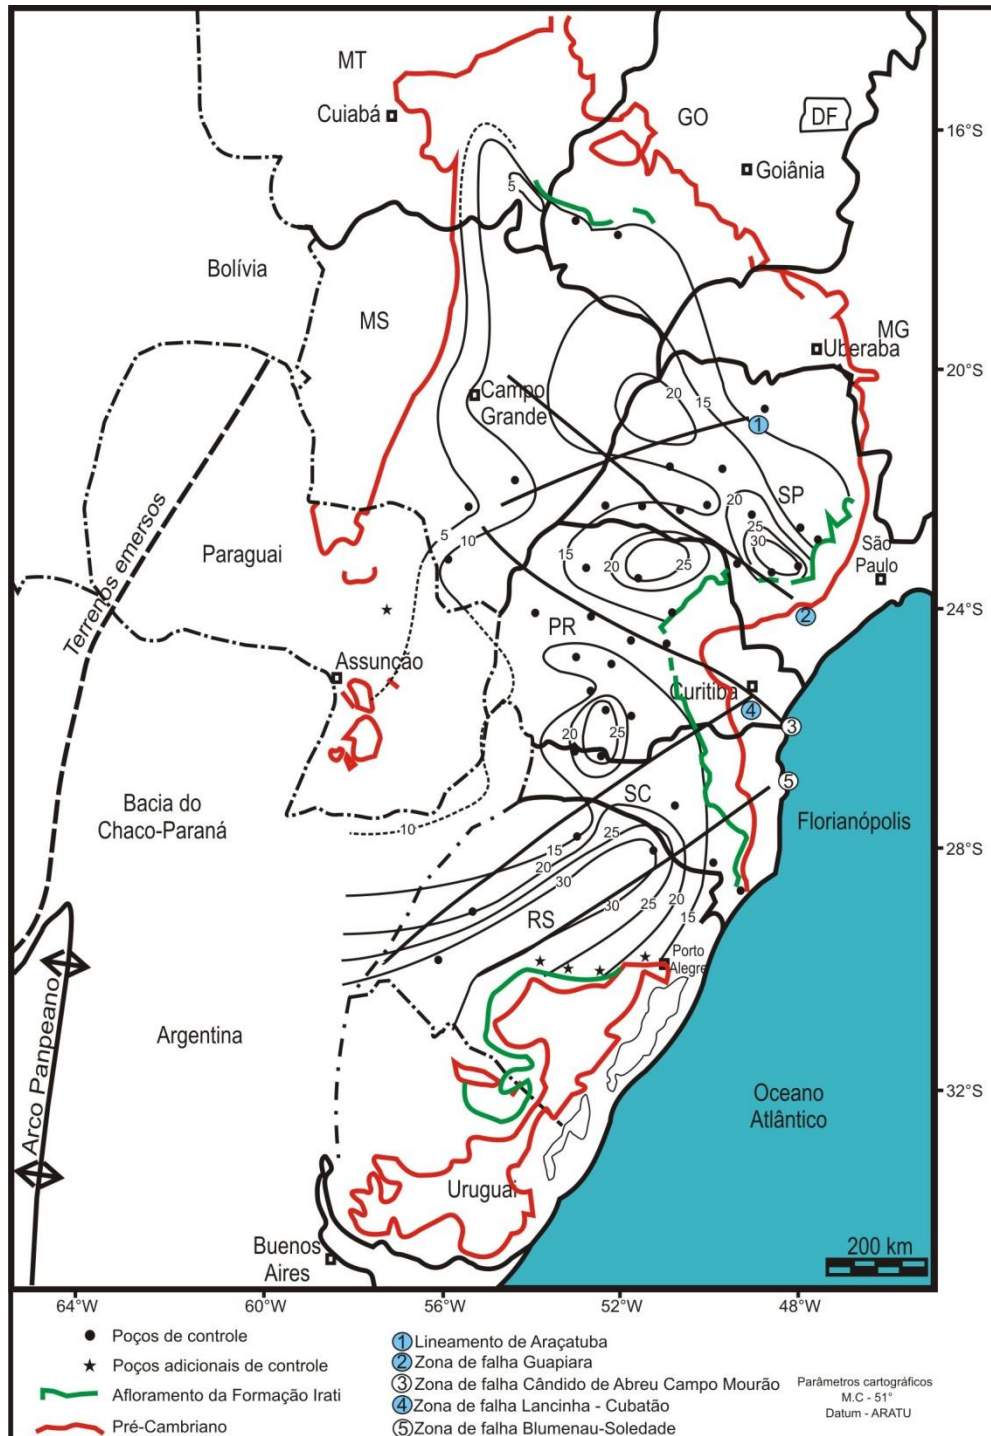 MT
Cuiabá
GO
DF
16°S
Goiânia
5
Bolívia
MS
MG
Uberaba
20°S
Campo
Grande
20
15
1
SP
20
25
30
5
10
São
Paulo
Terrenos emersos
Paraguai
15
20
25
24°S
2
PR
Assunção
Curitiba
4
3
20
25
5
Bacia do
Chaco-Paraná
SC
Florianópolis
10
25
15
20
30
28°S
RS
30
25
20
15
Porto
Alegre
Arco Panpeano
Argentina
Oceano
Atlântico
32°S
Uruguai
Buenos
Aires
200 km
64°W
60°W
56°W
52°W
48°W
Poços de controle
Poços adicionais de controle
Afloramento da Formação Irati
Pré-Cambriano
1 Lineamento de Araçatuba
2 Zona de falha Guapiara
3 Zona de falha Cândido de Abreu Campo Mourão
4 Zona de falha Lancinha - Cubatão
5 Zona de falha Blumenau-Soledade
Parâmetros cartográficos
M.C - 51°
Datum - ARATU